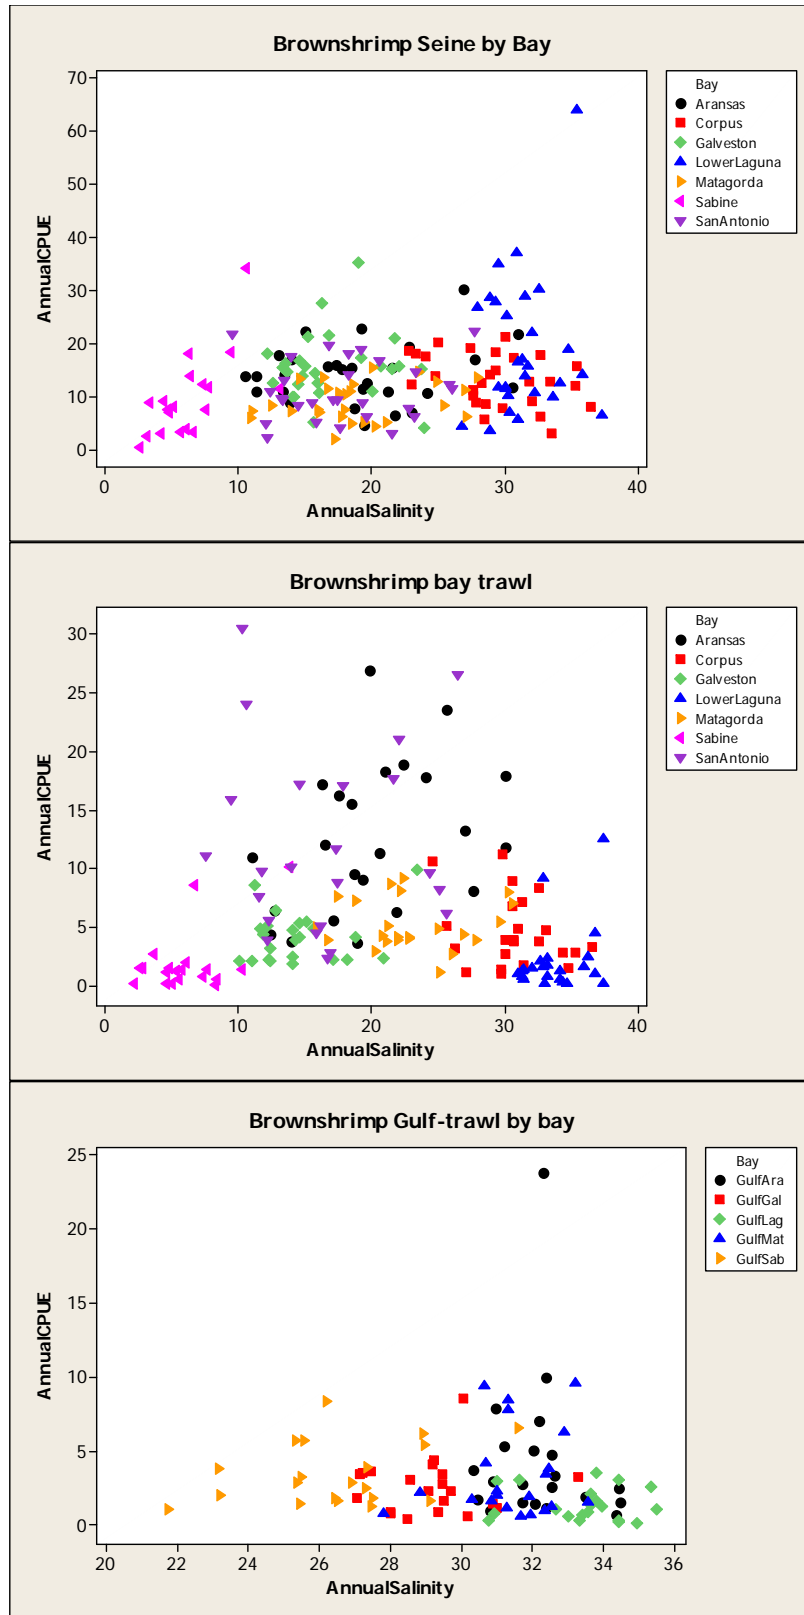 Brownshrimp Seine by Bay
70
60
50
40
30
20
10
0
AnnualCPUE
0 10 20 30 40
AnnualSalinity
Bay
Aransas
Corpus
Galveston
LowerLaguna
Matagorda
Sabine
SanAntonio
Brownshrimp bay trawl
30
25
20
15
10
5
0
AnnualCPUE
0 10 20 30 40
AnnualSalinity
Bay
Aransas
Corpus
Galveston
LowerLaguna
Matagorda
Sabine
SanAntonio
Brownshrimp Gulf-trawl by bay
25
20
15
10
5
0
AnnualCPUE
20 22 24 26 28 30 32 34 36
AnnualSalinity
Bay
GulfAra
GulfGal
GulfLag
GulfMat
GulfSab